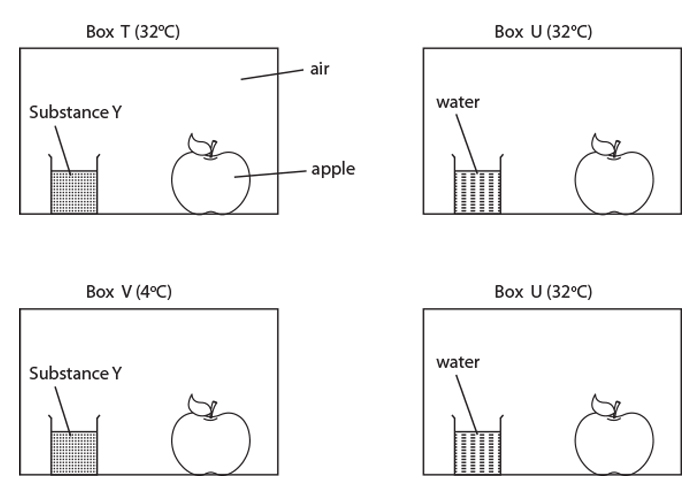 Box T (32ºC)
Box U (32ºC)
air
Substance Y
water
apple
Box V (4ºC)
Box U (32ºC)
Substance Y
water